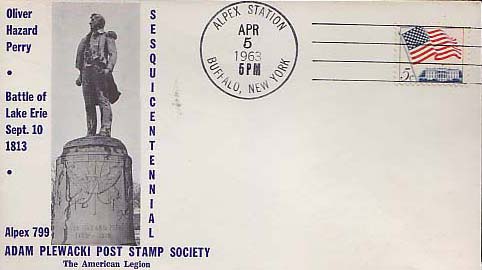 Oliver
Hazard
Perry
•
Battle of
Lake Erie
Sept. 10
1813
•
Alpex 799
SESQUICENTENNIAL
ADAM PLEWACKI POST STAMP SOCIETY
The American Legion
ALPEX STATION
APR
5
1963
5 PM
BUFFALO, NEW YORK
5c